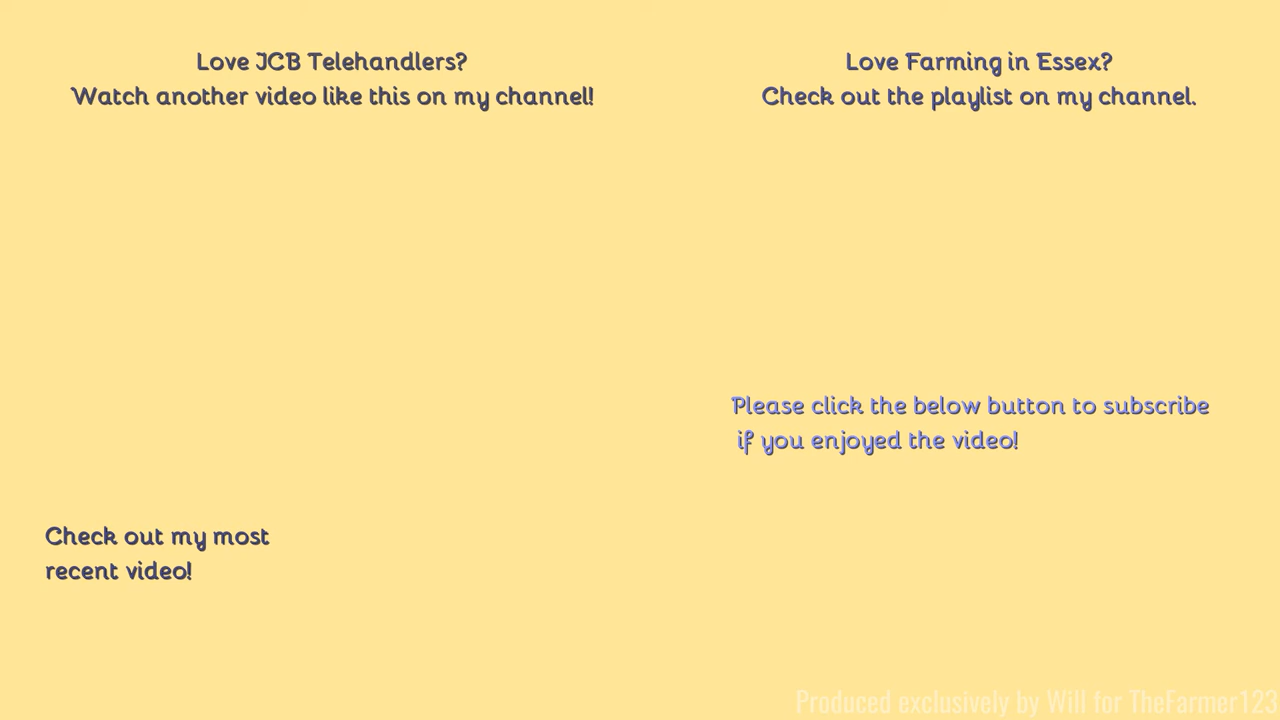 Love JCB Telehandlers?
Watch another video like this on my channel!
Love Farming in Essex?
Check out the playlist on my channel.
Please click the below button to subscribe
if you enjoyed the video!
Check out my most
recent video!
Produced exclusively by Will for TheFarmer123